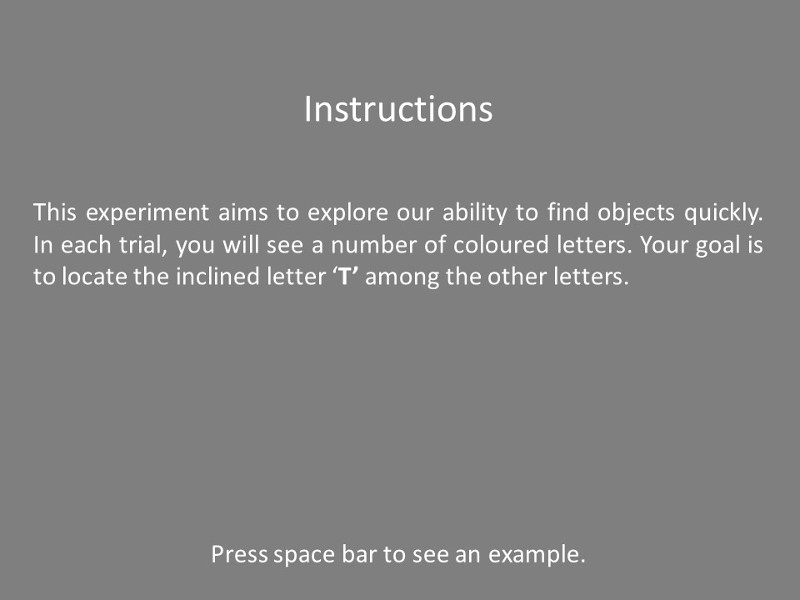 Instructions
This experiment aims to explore our ability to find objects quickly.
In each trial, you will see a number of coloured letters. Your goal is
to locate the inclined letter ‘T’ among the other letters.
Press space bar to see an example.